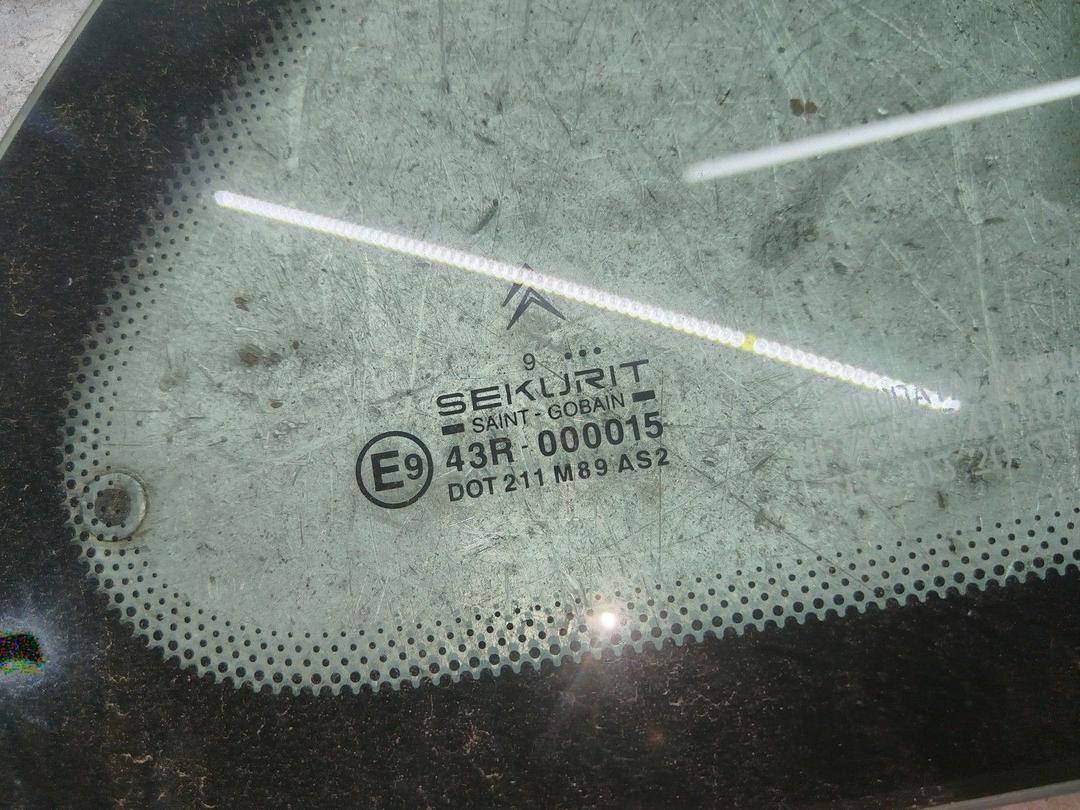 9 ...
SEKURIT
SAINT-GOBAIN
E9 43R-000015
DOT 211 M89 AS2